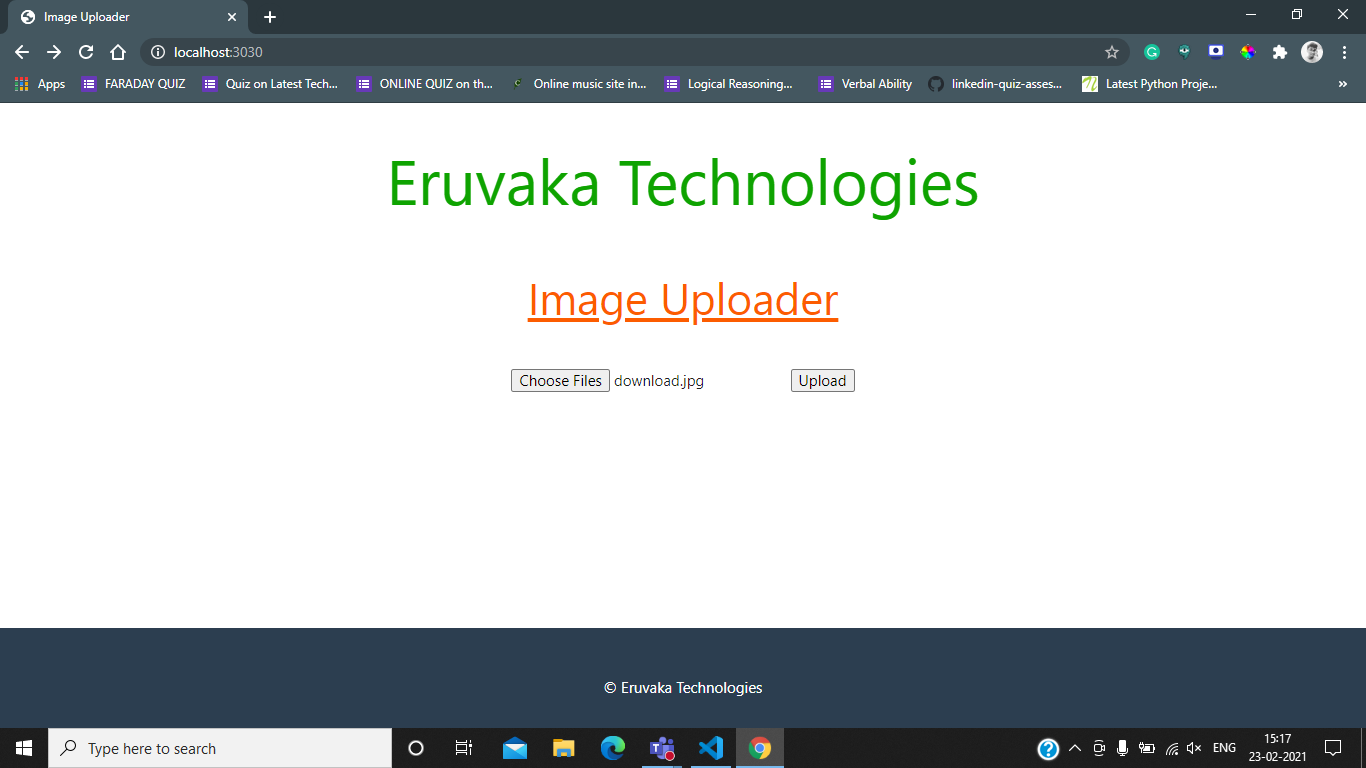 Image Uploader
localhost:3030
Apps
FARADAY QUIZ
Quiz on Latest Tech...
ONLINE QUIZ on th...
Online music site in...
Logical Reasoning...
Verbal Ability
linkedin-quiz-asses...
Latest Python Proje...
Eruvaka Technologies
Image Uploader
Choose Files download.jpg Upload
© Eruvaka Technologies
Type here to search
ENG
15:17
23-02-2021